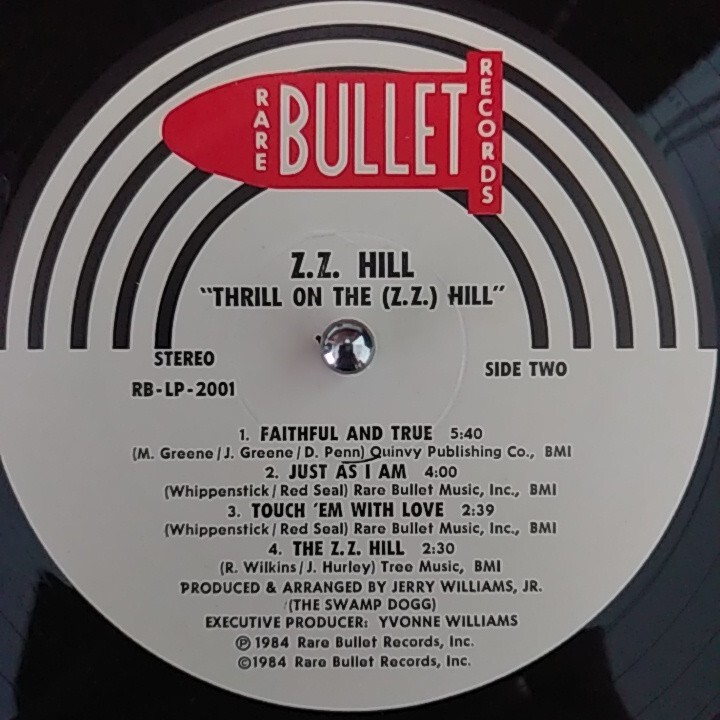 RARE BULLET RECORDS
Z.Z. HILL
"THRILL ON THE (Z.Z.) HILL"
STEREO
RB-LP-2001
SIDE TWO
1. FAITHFUL AND TRUE 5:40
(M. Greene/J. Greene/D. Penn) Quinvy Publishing Co., BMI
2. JUST AS I AM 4:00
(Whippenstick/Red Seal) Rare Bullet Music, Inc., BMI
3. TOUCH 'EM WITH LOVE 2:39
(Whippenstick/Red Seal) Rare Bullet Music, Inc., BMI
4. THE Z.Z. HILL 2:30
(R. Wilkins/J. Hurley) Tree Music, BMI
PRODUCED & ARRANGED BY JERRY WILLIAMS, JR.
(THE SWAMP DOGG)
EXECUTIVE PRODUCER: YVONNE WILLIAMS
℗1984 Rare Bullet Records, Inc.
©1984 Rare Bullet Records, Inc.